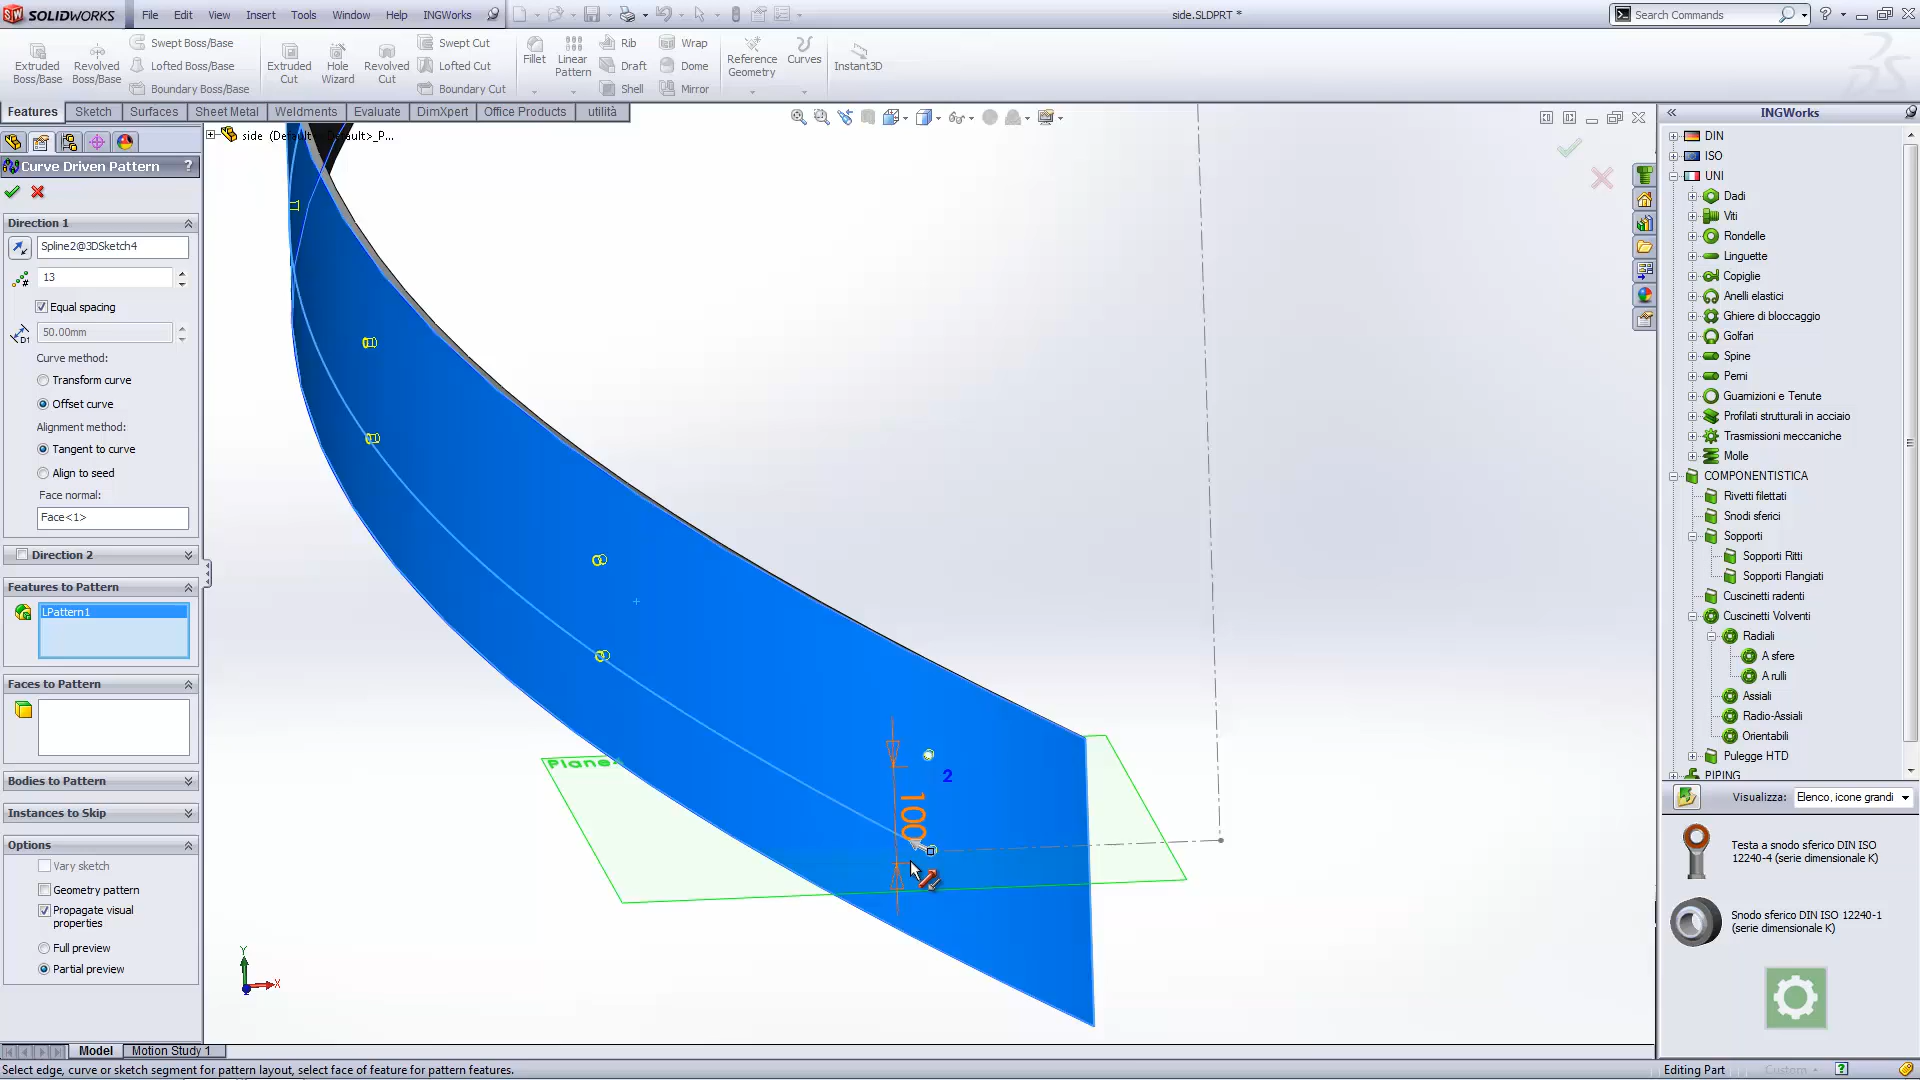 SOLIDWORKS
File Edit View Insert Tools Window Help INGWorks
side.SLDPRT *
Search Commands
Extruded Boss/Base
Revolved Boss/Base
Swept Boss/Base
Lofted Boss/Base
Boundary Boss/Base
Extruded Cut
Hole Wizard
Revolved Cut
Swept Cut
Lofted Cut
Boundary Cut
Fillet
Linear Pattern
Rib
Draft
Shell
Wrap
Dome
Mirror
Reference Geometry
Curves
Instant3D
Features Sketch Surfaces Sheet Metal Weldments Evaluate DimXpert Office Products utilità
side (Default<<Default>_P...
Curve Driven Pattern ?
Direction 1
Spline2@3DSketch4
13
Equal spacing
D1
50.00mm
Curve method:
Transform curve
Offset curve
Alignment method:
Tangent to curve
Align to seed
Face normal:
Face<1>
Direction 2
Features to Pattern
LPattern1
Faces to Pattern
Bodies to Pattern
Instances to Skip
Options
Vary sketch
Geometry pattern
Propagate visual
properties
Full preview
Partial preview
2
100
Y
X
INGWorks
DIN
ISO
UNI
Dadi
Viti
Rondelle
Linguette
Copiglie
Anelli elastici
Ghiere di bloccaggio
Golfari
Spine
Perni
Guarnizioni e Tenute
Profilati strutturali in acciaio
Trasmissioni meccaniche
Molle
COMPONENTISTICA
Rivetti filettati
Snodi sferici
Sopporti
Sopporti Ritti
Sopporti Flangiati
Cuscinetti radenti
Cuscinetti Volventi
Radiali
A sfere
A rulli
Assiali
Radio-Assiali
Orientabili
Pulegge HTD
PIPING
Visualizza: Elenco, icone grandi
Testa a snodo sferico DIN ISO
12240-4 (serie dimensionale K)
Snodo sferico DIN ISO 12240-1
(serie dimensionale K)
Model Motion Study 1
Select edge, curve or sketch segment for pattern layout, select face of feature for pattern features.
Editing Part
Custom